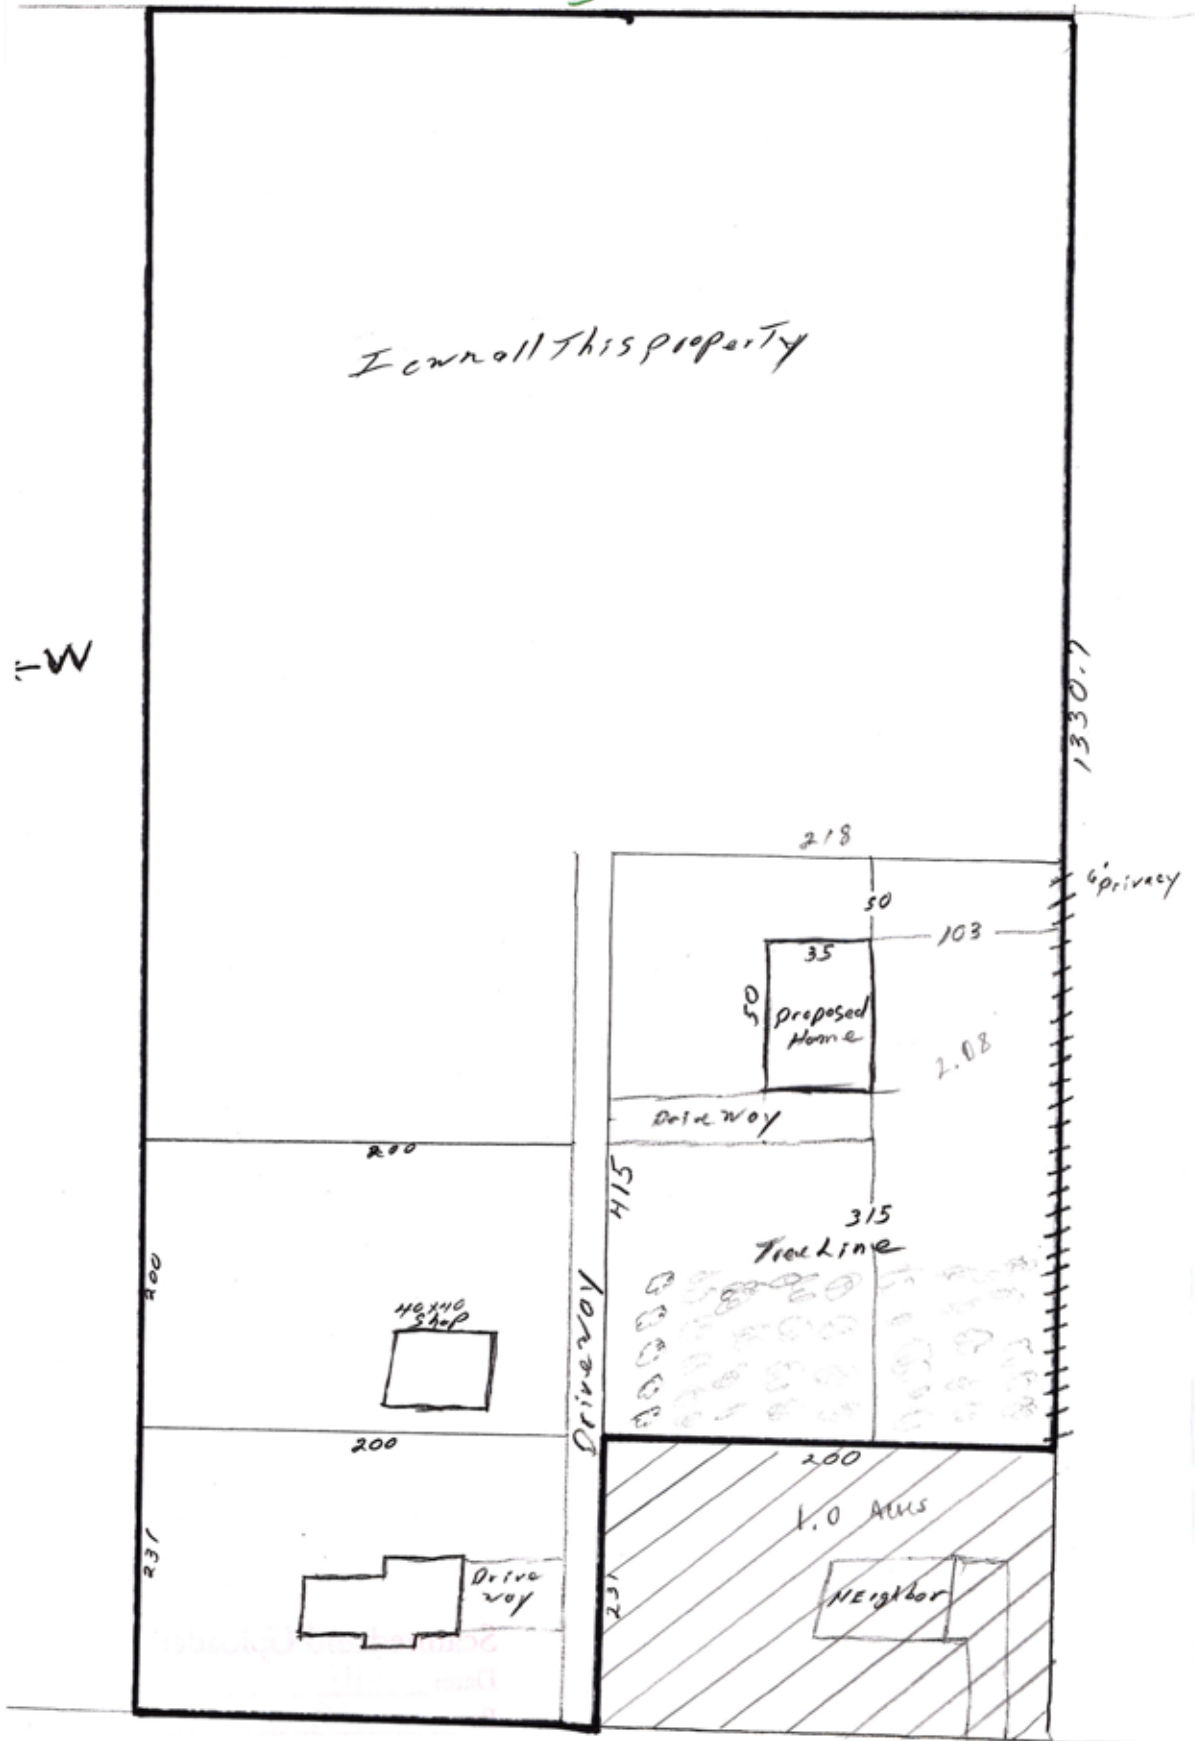 I own all This property
W
1330.7
218
6' privacy
50
103
35
50
proposed
Home
2.08
Drive way
200
415
315
Tree Line
200
40x40
Shop
Driveway
200
200
1.0 Acres
231
Drive
way
231
NEighbor